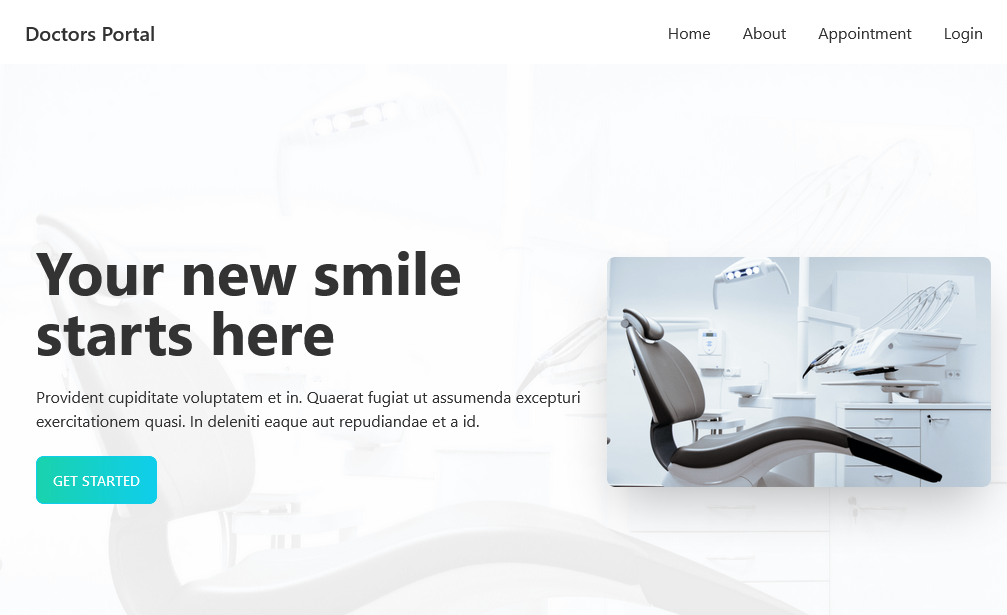 Doctors Portal
Home
About
Appointment
Login
Your new smile
starts here
Provident cupiditate voluptatem et in. Quaerat fugiat ut assumenda excepturi
exercitationem quasi. In deleniti eaque aut repudiandae et a id.
GET STARTED